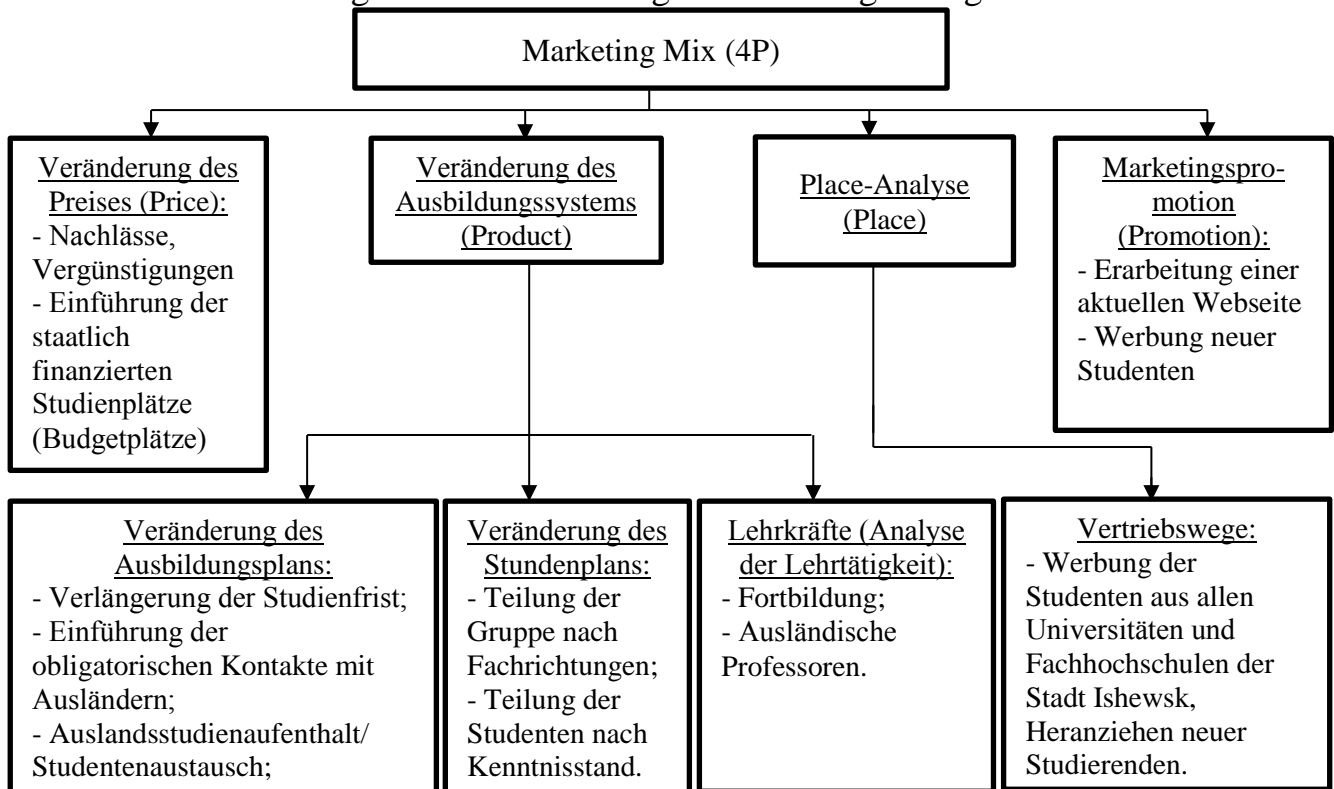 Marketing Mix (4P)
Veränderung des
Preises (Price):
- Nachlässe,
Vergünstigungen
- Einführung der
staatlich
finanzierten
Studienplätze
(Budgetplätze)
Veränderung des
Ausbildungssystems
(Product)
Place-Analyse
(Place)
Marketingspro-
motion
(Promotion):
- Erarbeitung einer
aktuellen Webseite
- Werbung neuer
Studenten
Veränderung des
Ausbildungsplans:
- Verlängerung der Studienfrist;
- Einführung der
obligatorischen Kontakte mit
Ausländern;
- Auslandsstudienaufenthalt/
Studentenaustausch;
Veränderung des
Stundenplans:
- Teilung der
Gruppe nach
Fachrichtungen;
- Teilung der
Studenten nach
Kenntnisstand.
Lehrkräfte (Analyse
der Lehrtätigkeit):
- Fortbildung;
- Ausländische
Professoren.
Vertriebswege:
- Werbung der
Studenten aus allen
Universitäten und
Fachhochschulen der
Stadt Ishewsk,
Heranziehen neuer
Studierenden.